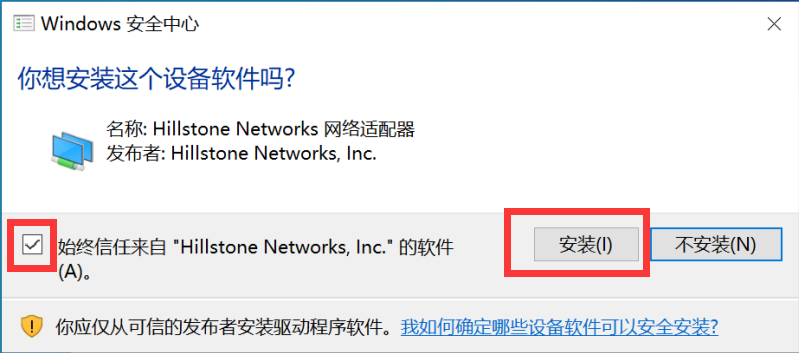 Windows 安全中心
你想安装这个设备软件吗?
名称: Hillstone Networks 网络适配器
发布者: Hillstone Networks, Inc.
始终信任来自 "Hillstone Networks, Inc." 的软件
(A)。
安装(I)
不安装(N)
你应仅从可信的发布者安装驱动程序软件。我如何确定哪些设备软件可以安全安装?